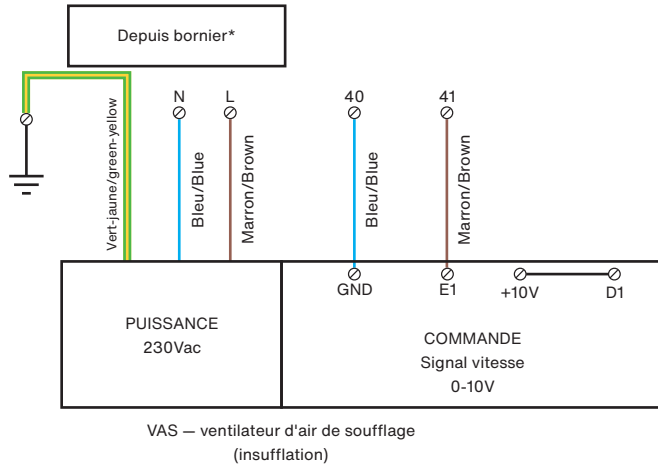 Depuis bornier*
N L 40 41
Vert-jaune/green-yellow
Bleu/Blue
Marron/Brown
Bleu/Blue
Marron/Brown
GND E1 +10V D1
PUISSANCE
230Vac
COMMANDE
Signal vitesse
0-10V
VAS — ventilateur d'air de soufflage
(insufflation)